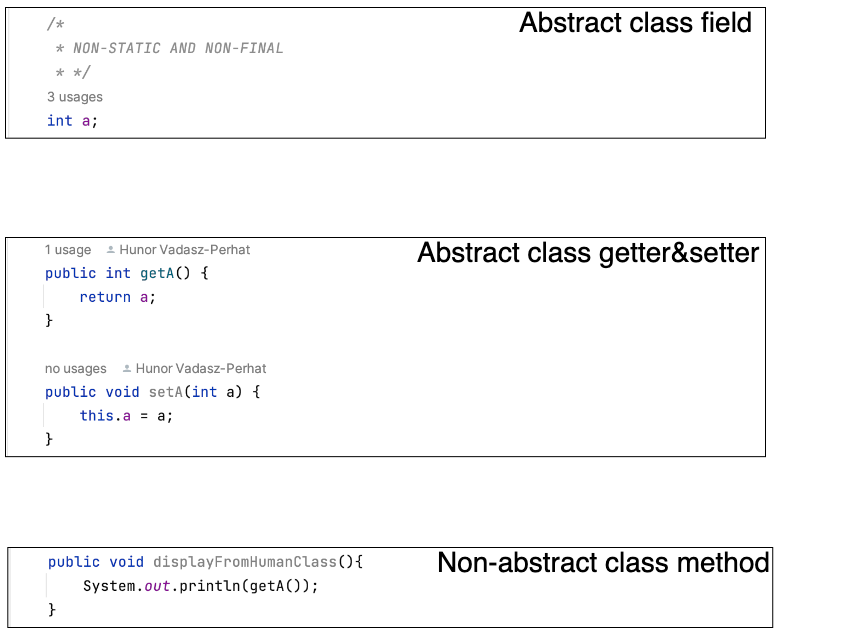 Abstract class field
/*
* NON-STATIC AND NON-FINAL
* */
3 usages
int a;
Abstract class getter&setter
1 usage Hunor Vadasz-Perhat
public int getA() {
return a;
}
no usages Hunor Vadasz-Perhat
public void setA(int a) {
this.a = a;
}
Non-abstract class method
public void displayFromHumanClass(){
System.out.println(getA());
}